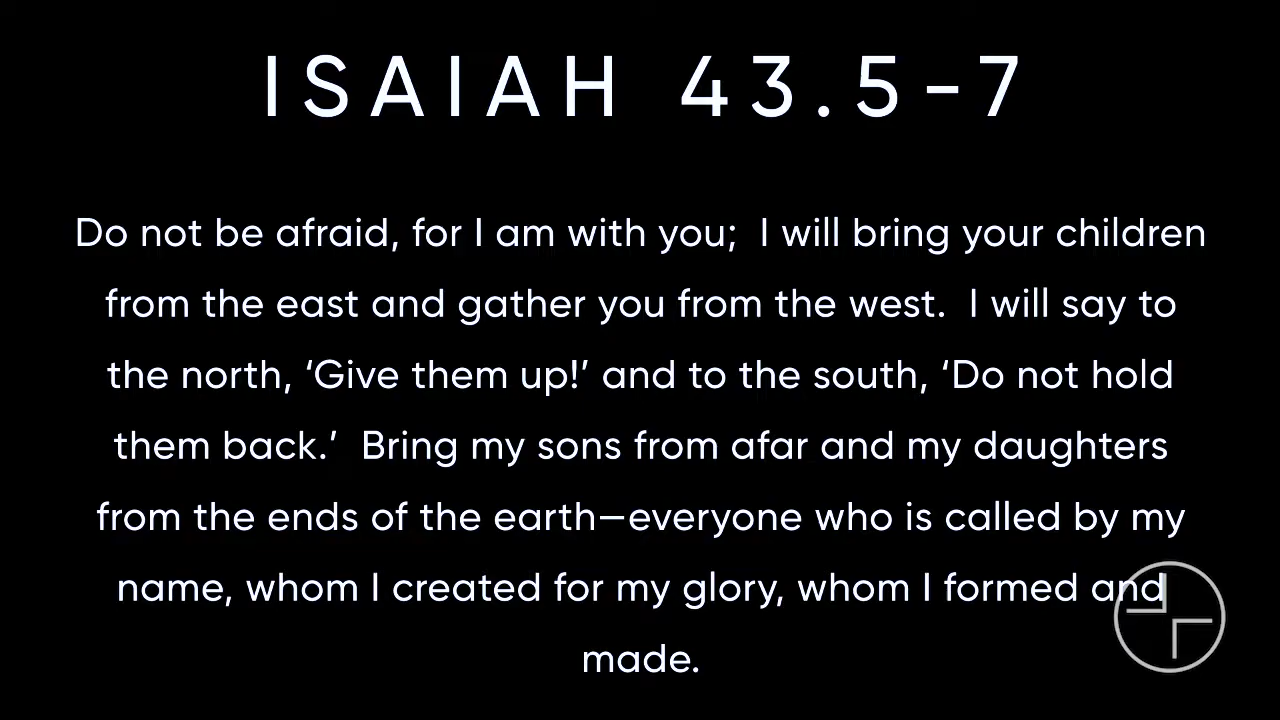 ISAIAH 43.5-7
Do not be afraid, for I am with you;  I will bring your children
from the east and gather you from the west.  I will say to
the north, ‘Give them up!’ and to the south, ‘Do not hold
them back.’  Bring my sons from afar and my daughters
from the ends of the earth—everyone who is called by my
name, whom I created for my glory, whom I formed and
made.